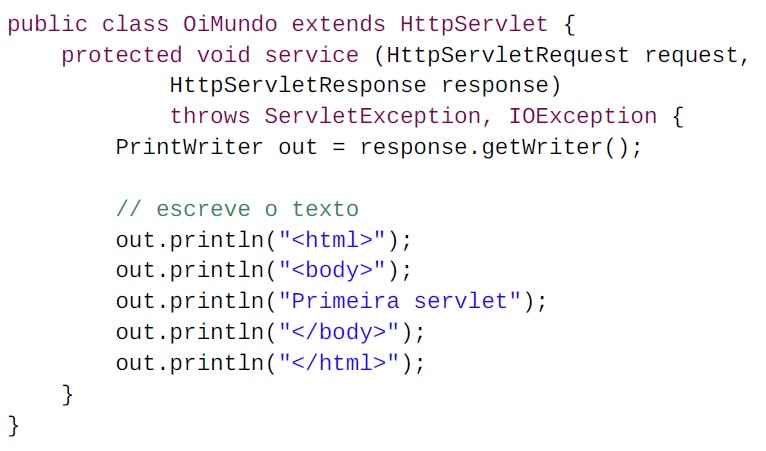 public class OiMundo extends HttpServlet {
    protected void service (HttpServletRequest request,
            HttpServletResponse response)
            throws ServletException, IOException {
        PrintWriter out = response.getWriter();

        // escreve o texto
        out.println("<html>");
        out.println("<body>");
        out.println("Primeira servlet");
        out.println("</body>");
        out.println("</html>");
    }
}